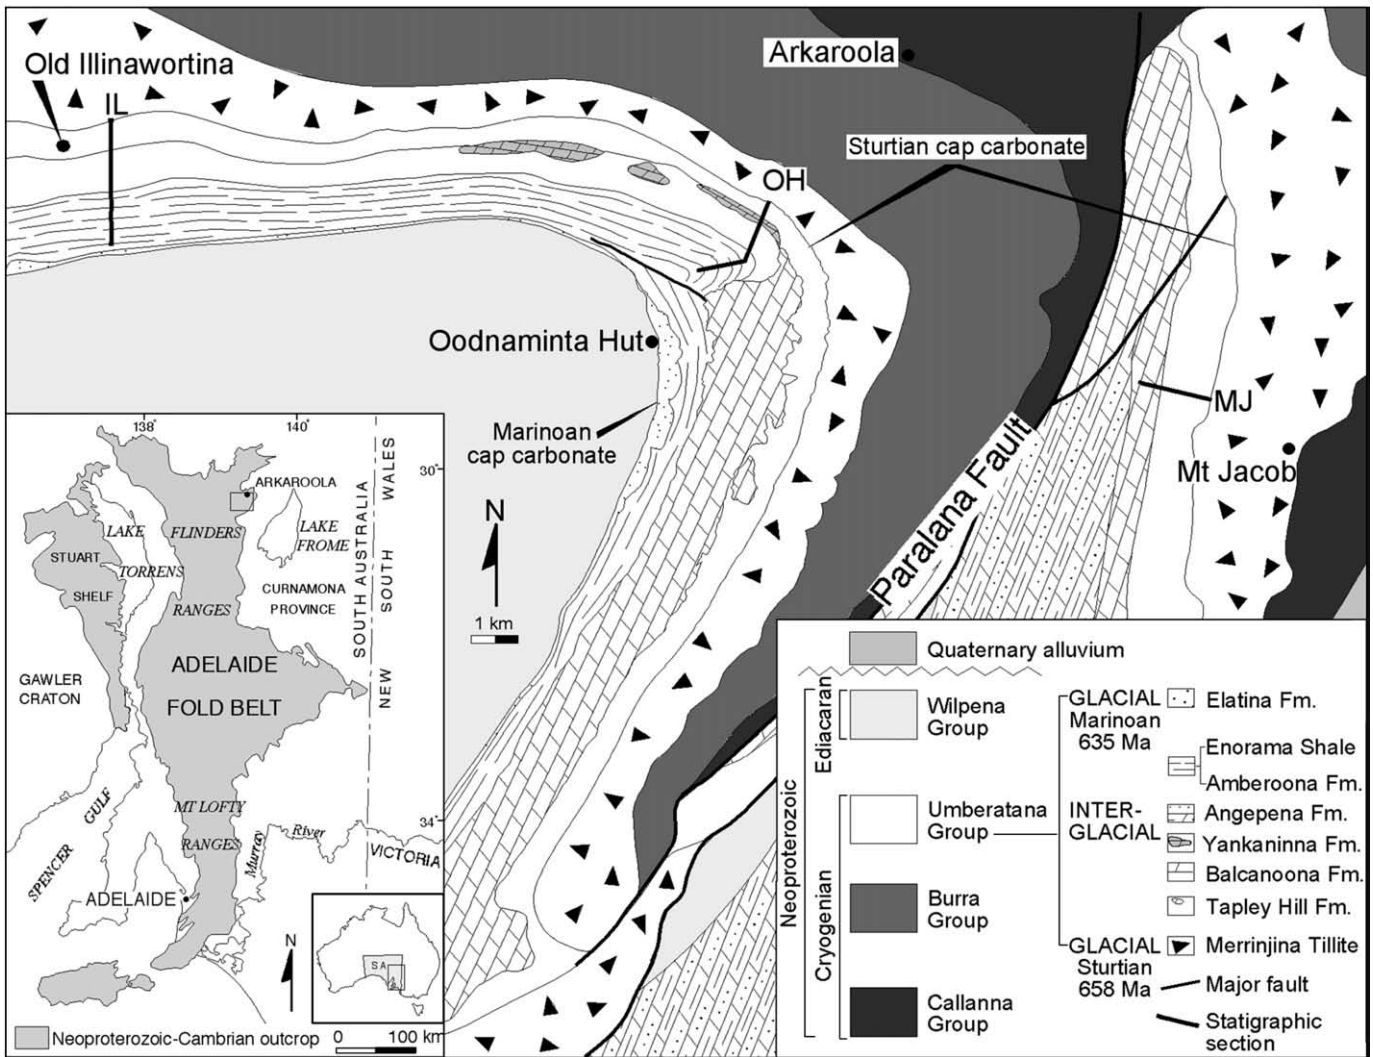 Old Illinawortina
IL
Arkaroola
Sturtian cap carbonate
OH
Oodnaminta Hut
Marinoan
cap carbonate
N
1 km
MJ
Mt Jacob
Paralana Fault
138
140
30°
34°
ARKAROOLA
LAKE
TORRENS
FLINDERS
RANGES
LAKE
FROME
STUART
SHELF
CURNAMONA
PROVINCE
SOUTH AUSTRALIA
NEW SOUTH WALES
GAWLER
CRATON
ADELAIDE
FOLD BELT
SPENCER GULF
MT LOFTY
RANGES
Murray River
VICTORIA
ADELAIDE
N
S A
Neoproterozoic-Cambrian outcrop
0 100 km
Neoproterozoic
Ediacaran
Cryogenian
Quaternary alluvium
Wilpena
Group
Umberatana
Group
Burra
Group
Callanna
Group
GLACIAL
Marinoan
635 Ma
INTER-
GLACIAL
GLACIAL
Sturtian
658 Ma
Elatina Fm.
Enorama Shale
Amberoona Fm.
Angepena Fm.
Yankaninna Fm.
Balcanoona Fm.
Tapley Hill Fm.
Merrinjina Tillite
Major fault
Statigraphic
section